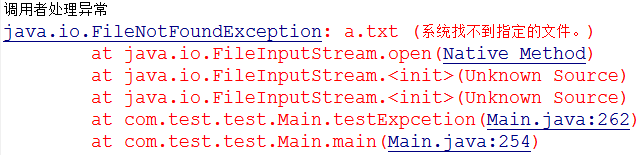 调用者处理异常
java.io.FileNotFoundException: a.txt (系统找不到指定的文件。)
at java.io.FileInputStream.open(Native Method)
at java.io.FileInputStream.<init>(Unknown Source)
at java.io.FileInputStream.<init>(Unknown Source)
at com.test.test.Main.testExpcetion(Main.java:262)
at com.test.test.Main.main(Main.java:254)